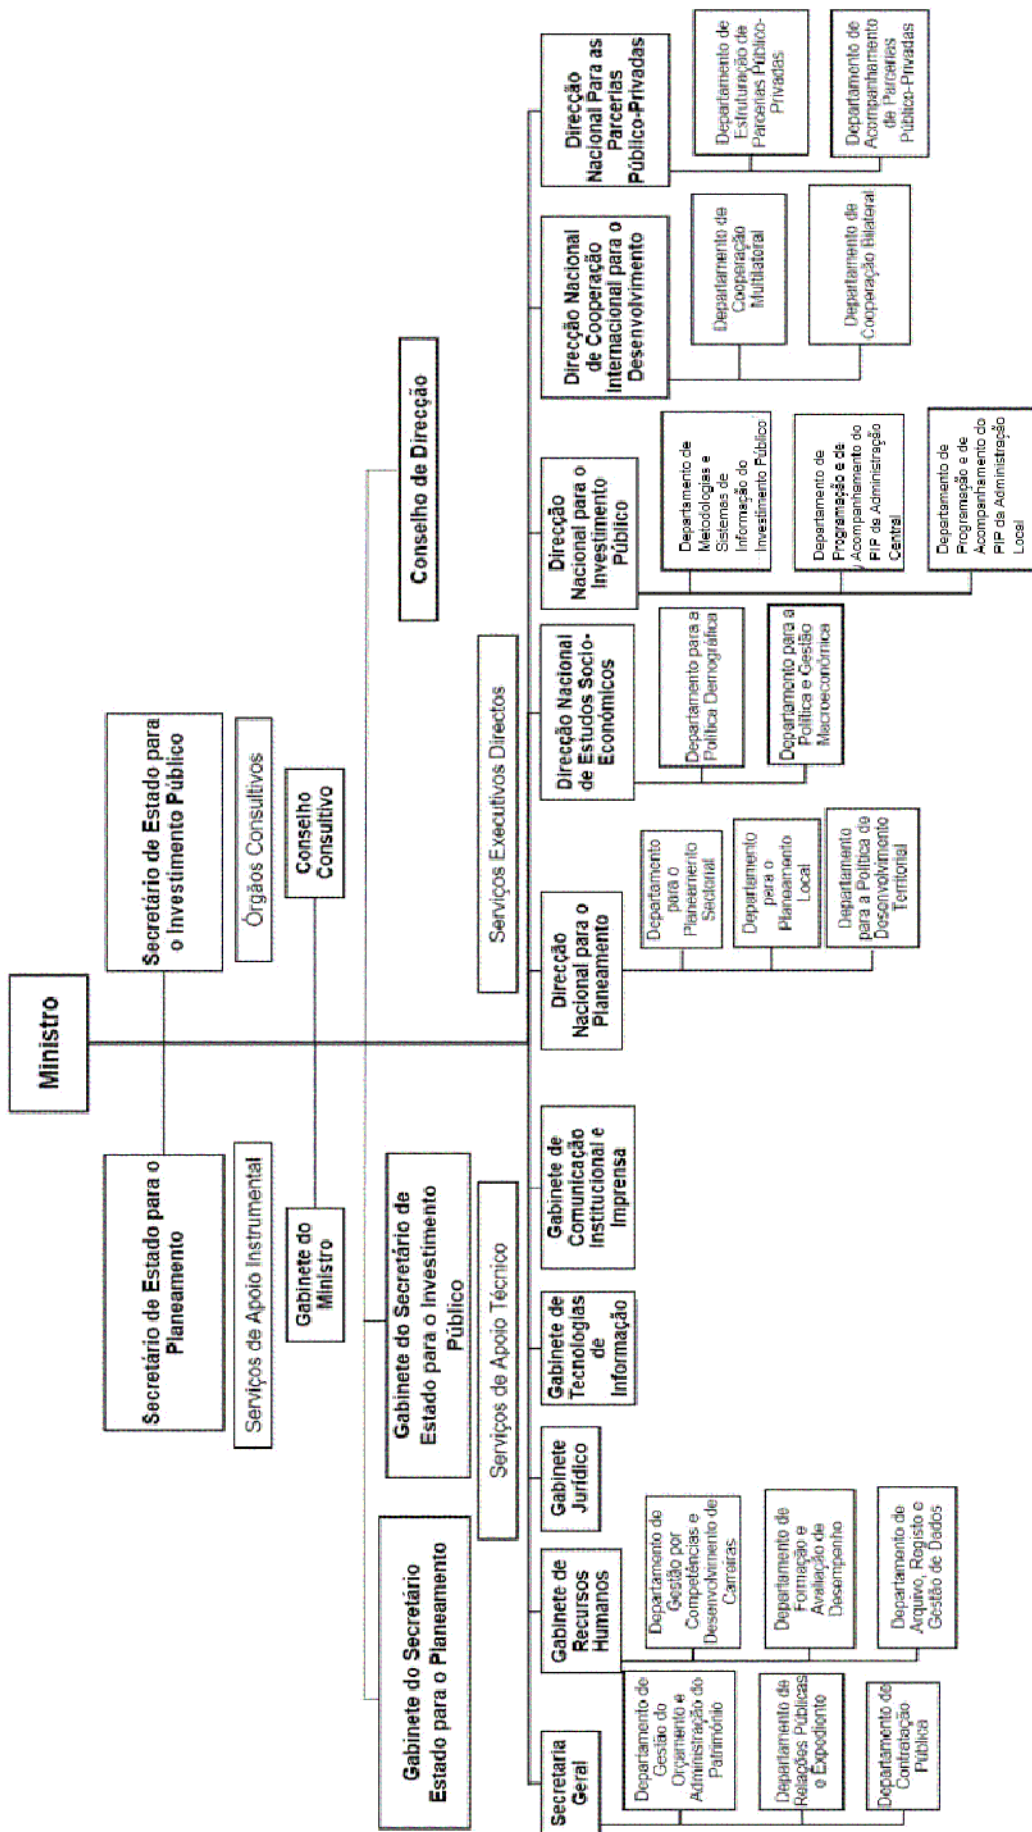 Ministro
Secretário de Estado para o
Planeamento
Secretário de Estado para
o Investimento Público
Serviços de Apoio Instrumental
Órgãos Consultivos
Gabinete do
Ministro
Conselho
Consultivo
Gabinete do Secretário
Estado para o Planeamento
Gabinete do Secretário de
Estado para o Investimento
Público
Conselho de Direcção
Serviços de Apoio Técnico
Serviços Executivos Directos
Secretaria
Geral
Departamento de
Gestão do
Orçamento e
Administração do
Património
Departamento de
Relações Públicas
e Expediente
Departamento de
Contratação
Pública
Gabinete de
Recursos
Humanos
Departamento de
Gestão por
Competências e
Desenvolvimento de
Carreiras
Departamento de
Formação e
Avaliação de
Desempenho
Departamento de
Arquivo, Registo e
Gestão de Dados
Gabinete
Jurídico
Gabinete de
Tecnologias
de
Informação
Gabinete de
Comunicação
Institucional e
Imprensa
Direcção
Nacional para o
Planeamento
Departamento
para o
Planeamento
Sectorial
Departamento
para o
Planeamento
Local
Departamento
para a Política de
Desenvolvimento
Territorial
Direcção Nacional
de Estudos Socio-
Económicos
Departamento para a
Política Demográfica
Departamento para a
Política e Gestão
Macroeconómica
Direcção
Nacional para o
Investimento
Público
Departamento de
Metodologias e
Sistemas de
Informação do
Investimento Público
Departamento de
Programação e de
Acompanhamento do
PIP da Administração
Central
Departamento de
Programação e de
Acompanhamento do
PIP da Administração
Local
Direcção Nacional
de Cooperação
Internacional para o
Desenvolvimento
Departamento de
Cooperação
Multilatoral
Departamento de
Cooperação Bilateral
Direcção
Nacional Para as
Parcerias
Público-Privadas
Departamento de
Estruturação de
Parcerias Público-
Privadas
Departamento de
Acompanhamento
de Parcerias
Público-Privadas